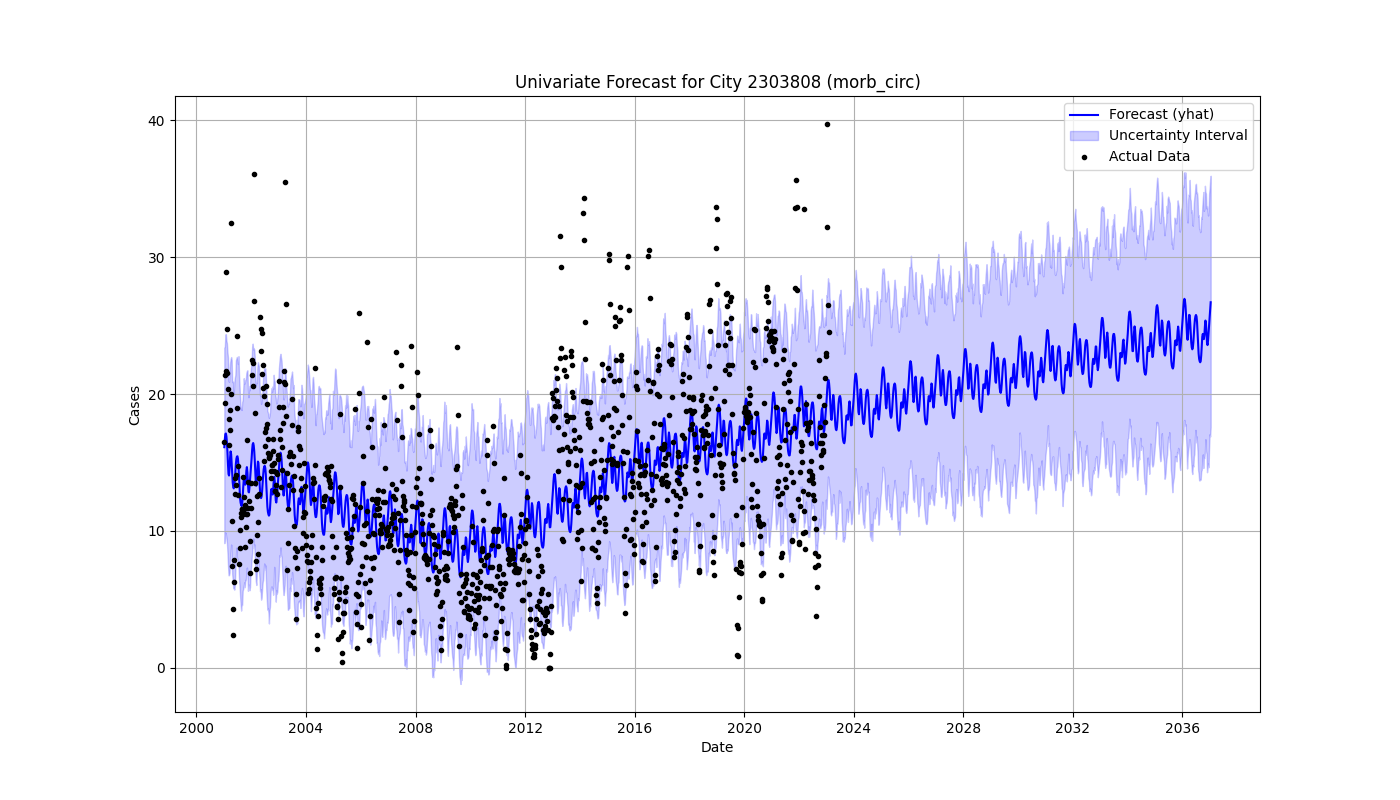 Univariate Forecast for City 2303808 (morb_circ)
Forecast (yhat)
Uncertainty Interval
Actual Data
Cases
40
30
20
10
0
2000 2004 2008 2012 2016 2020 2024 2028 2032 2036
Date